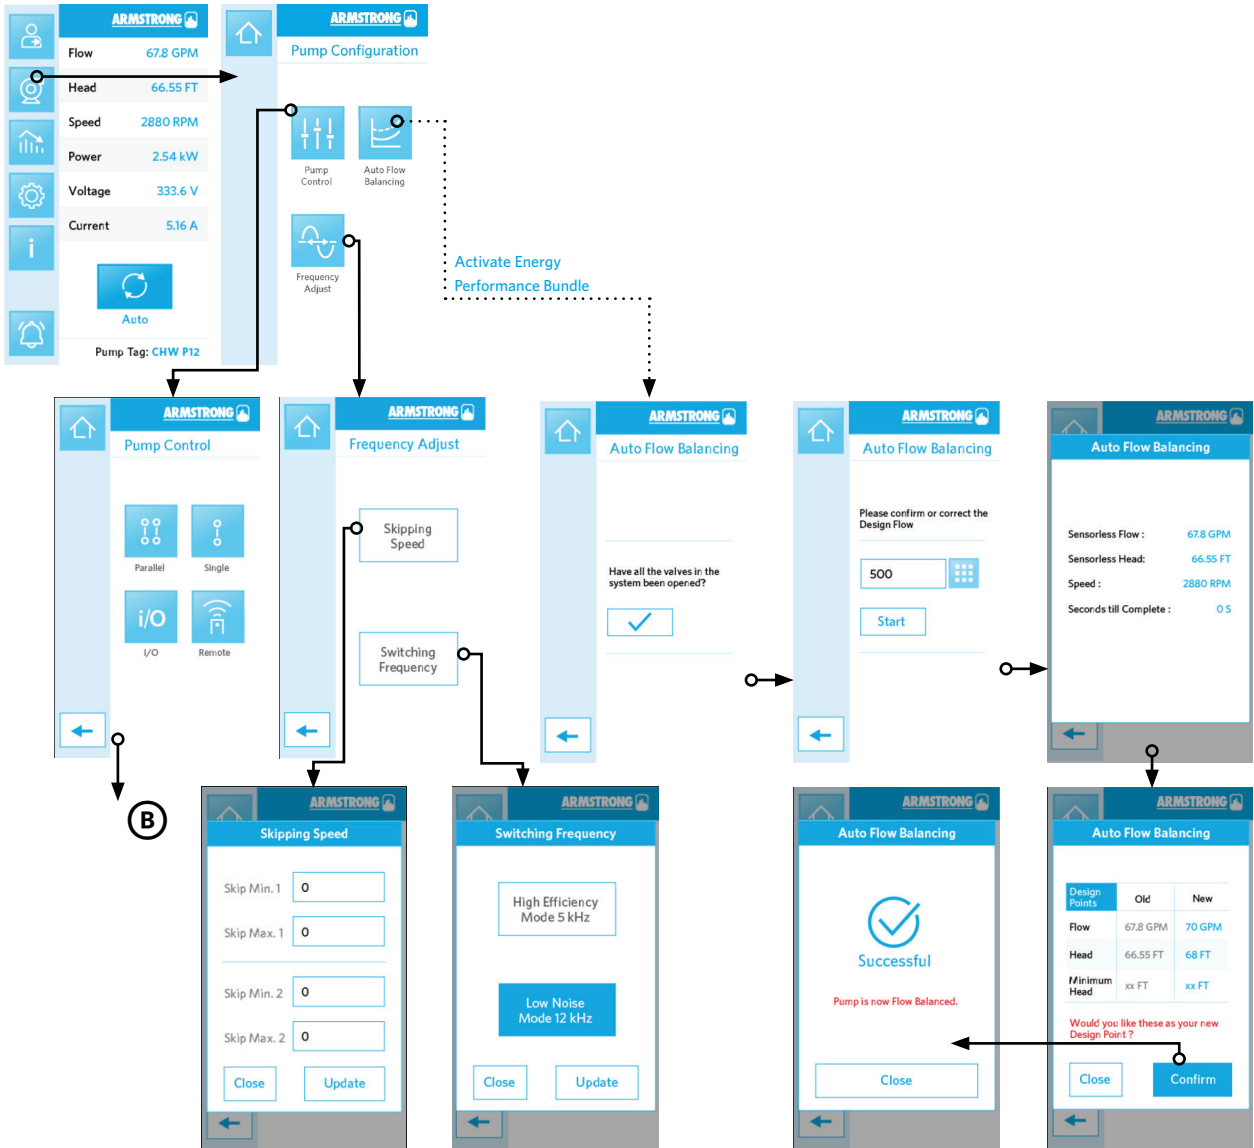 ARMSTRONG
Flow 67.8 GPM
Head 66.55 FT
Speed 2880 RPM
Power 2.54 kW
Voltage 333.6 V
Current 5.16 A
i
Auto
Pump Tag: CHW P12
ARMSTRONG
Pump Configuration
Pump
Control
Auto Flow
Balancing
Frequency
Adjust
Activate Energy
Performance Bundle
ARMSTRONG
Pump Control
Parallel
Single
i/O
I/O
Remote
B
ARMSTRONG
Frequency Adjust
Skipping
Speed
Switching
Frequency
ARMSTRONG
Auto Flow Balancing
Have all the valves in the
system been opened?
ARMSTRONG
Auto Flow Balancing
Please confirm or correct the
Design Flow
500
Start
ARMSTRONG
Auto Flow Balancing
Sensorless Flow : 67.8 GPM
Sensorless Head: 66.55 FT
Speed : 2880 RPM
Seconds till Complete : 0 S
ARMSTRONG
Skipping Speed
Skip Min. 1 0
Skip Max. 1 0
Skip Min. 2 0
Skip Max. 2 0
Close Update
ARMSTRONG
Switching Frequency
High Efficiency
Mode 5 kHz
Low Noise
Mode 12 kHz
Close Update
ARMSTRONG
Auto Flow Balancing
Successful
Pump is now Flow Balanced.
Close
ARMSTRONG
Auto Flow Balancing
Design
Points Old New
Flow 67.8 GPM 70 GPM
Head 66.55 FT 68 FT
Minimum
Head xx FT xx FT
Would you like these as your new
Design Point ?
Close Confirm